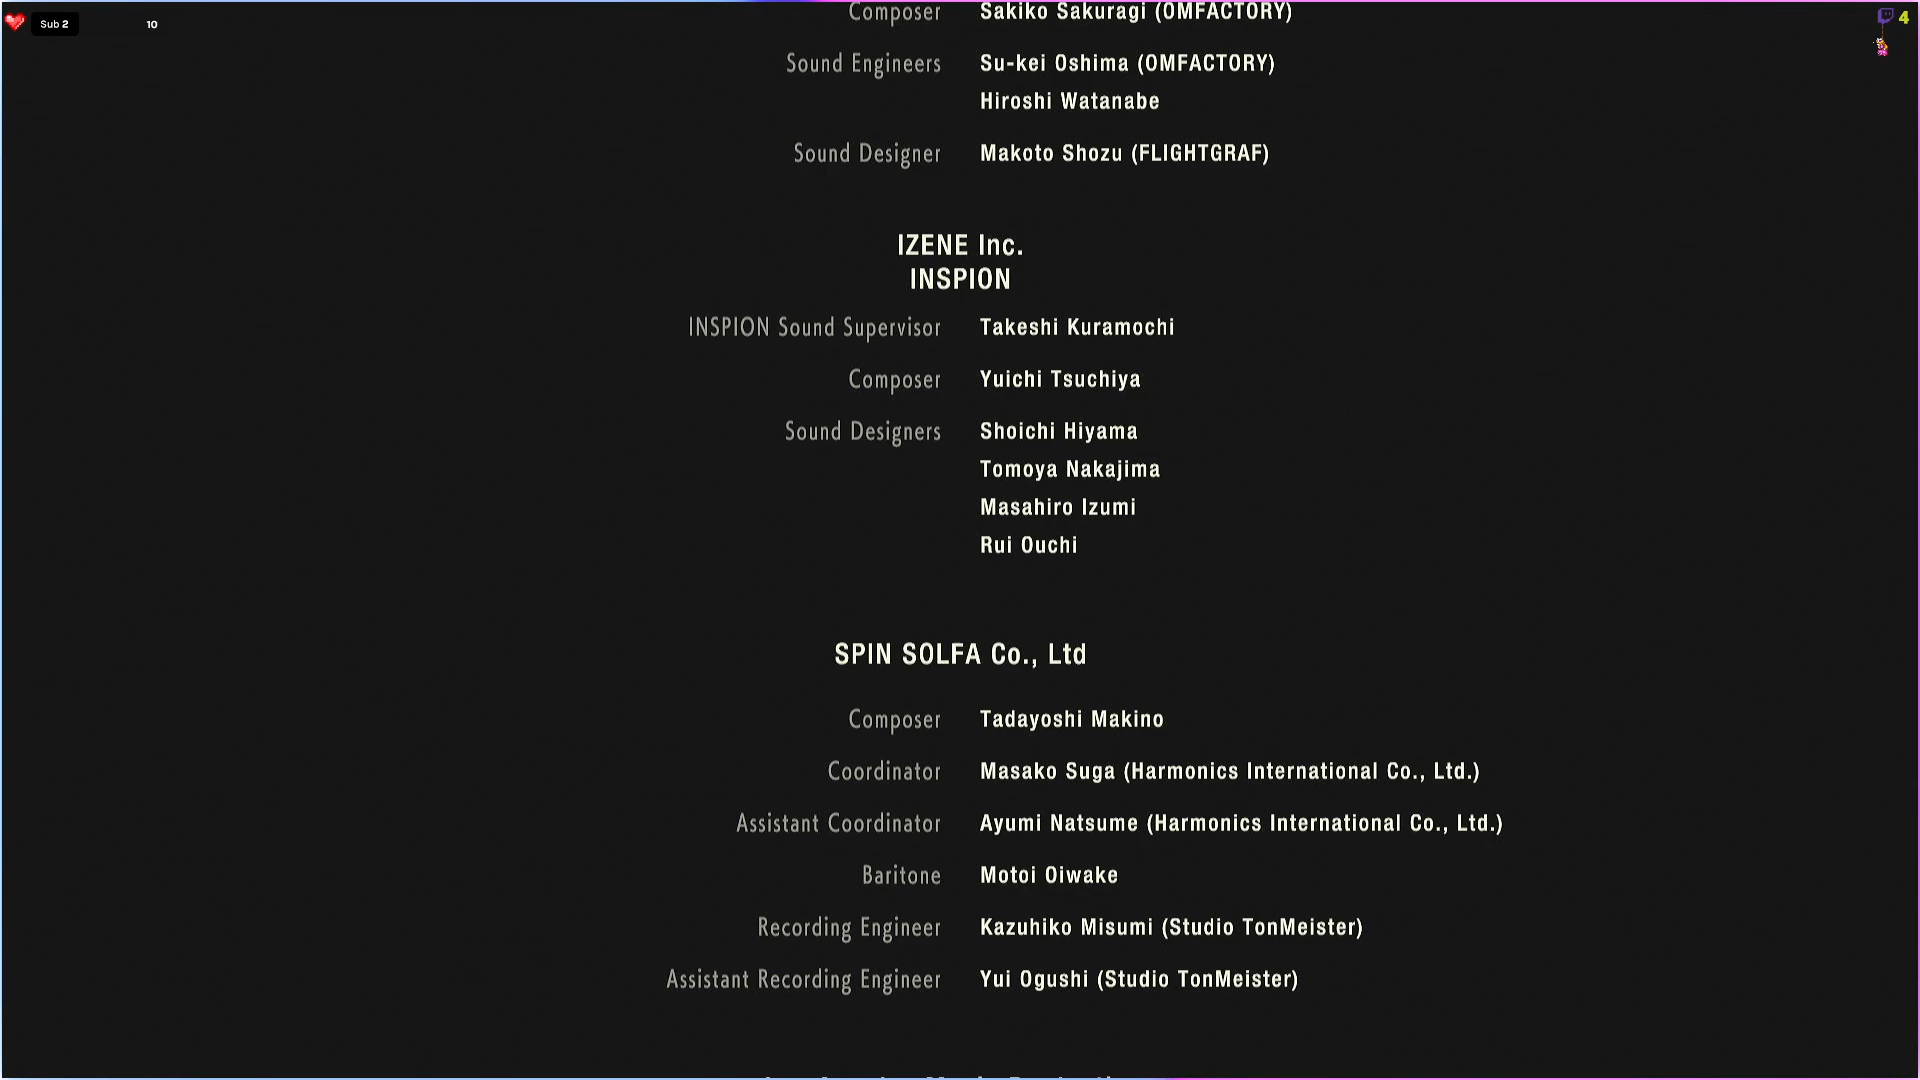 Sub 2
10
4
Composer Sakiko Sakuragi (OMFACTORY)
Sound Engineers Su-kei Oshima (OMFACTORY)
Hiroshi Watanabe
Sound Designer Makoto Shozu (FLIGHTGRAF)
IZENE Inc.
INSPION
INSPION Sound Supervisor Takeshi Kuramochi
Composer Yuichi Tsuchiya
Sound Designers Shoichi Hiyama
Tomoya Nakajima
Masahiro Izumi
Rui Ouchi
SPIN SOLFA Co., Ltd
Composer Tadayoshi Makino
Coordinator Masako Suga (Harmonics International Co., Ltd.)
Assistant Coordinator Ayumi Natsume (Harmonics International Co., Ltd.)
Baritone Motoi Oiwake
Recording Engineer Kazuhiko Misumi (Studio TonMeister)
Assistant Recording Engineer Yui Ogushi (Studio TonMeister)